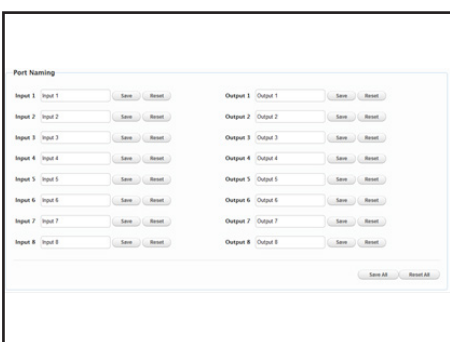 Port Naming
Input 1 Input 1 Save Reset Output 1 Output 1 Save Reset
Input 2 Input 2 Save Reset Output 2 Output 2 Save Reset
Input 3 Input 3 Save Reset Output 3 Output 3 Save Reset
Input 4 Input 4 Save Reset Output 4 Output 4 Save Reset
Input 5 Input 5 Save Reset Output 5 Output 5 Save Reset
Input 6 Input 6 Save Reset Output 6 Output 6 Save Reset
Input 7 Input 7 Save Reset Output 7 Output 7 Save Reset
Input 8 Input 8 Save Reset Output 8 Output 8 Save Reset
Save All Reset All